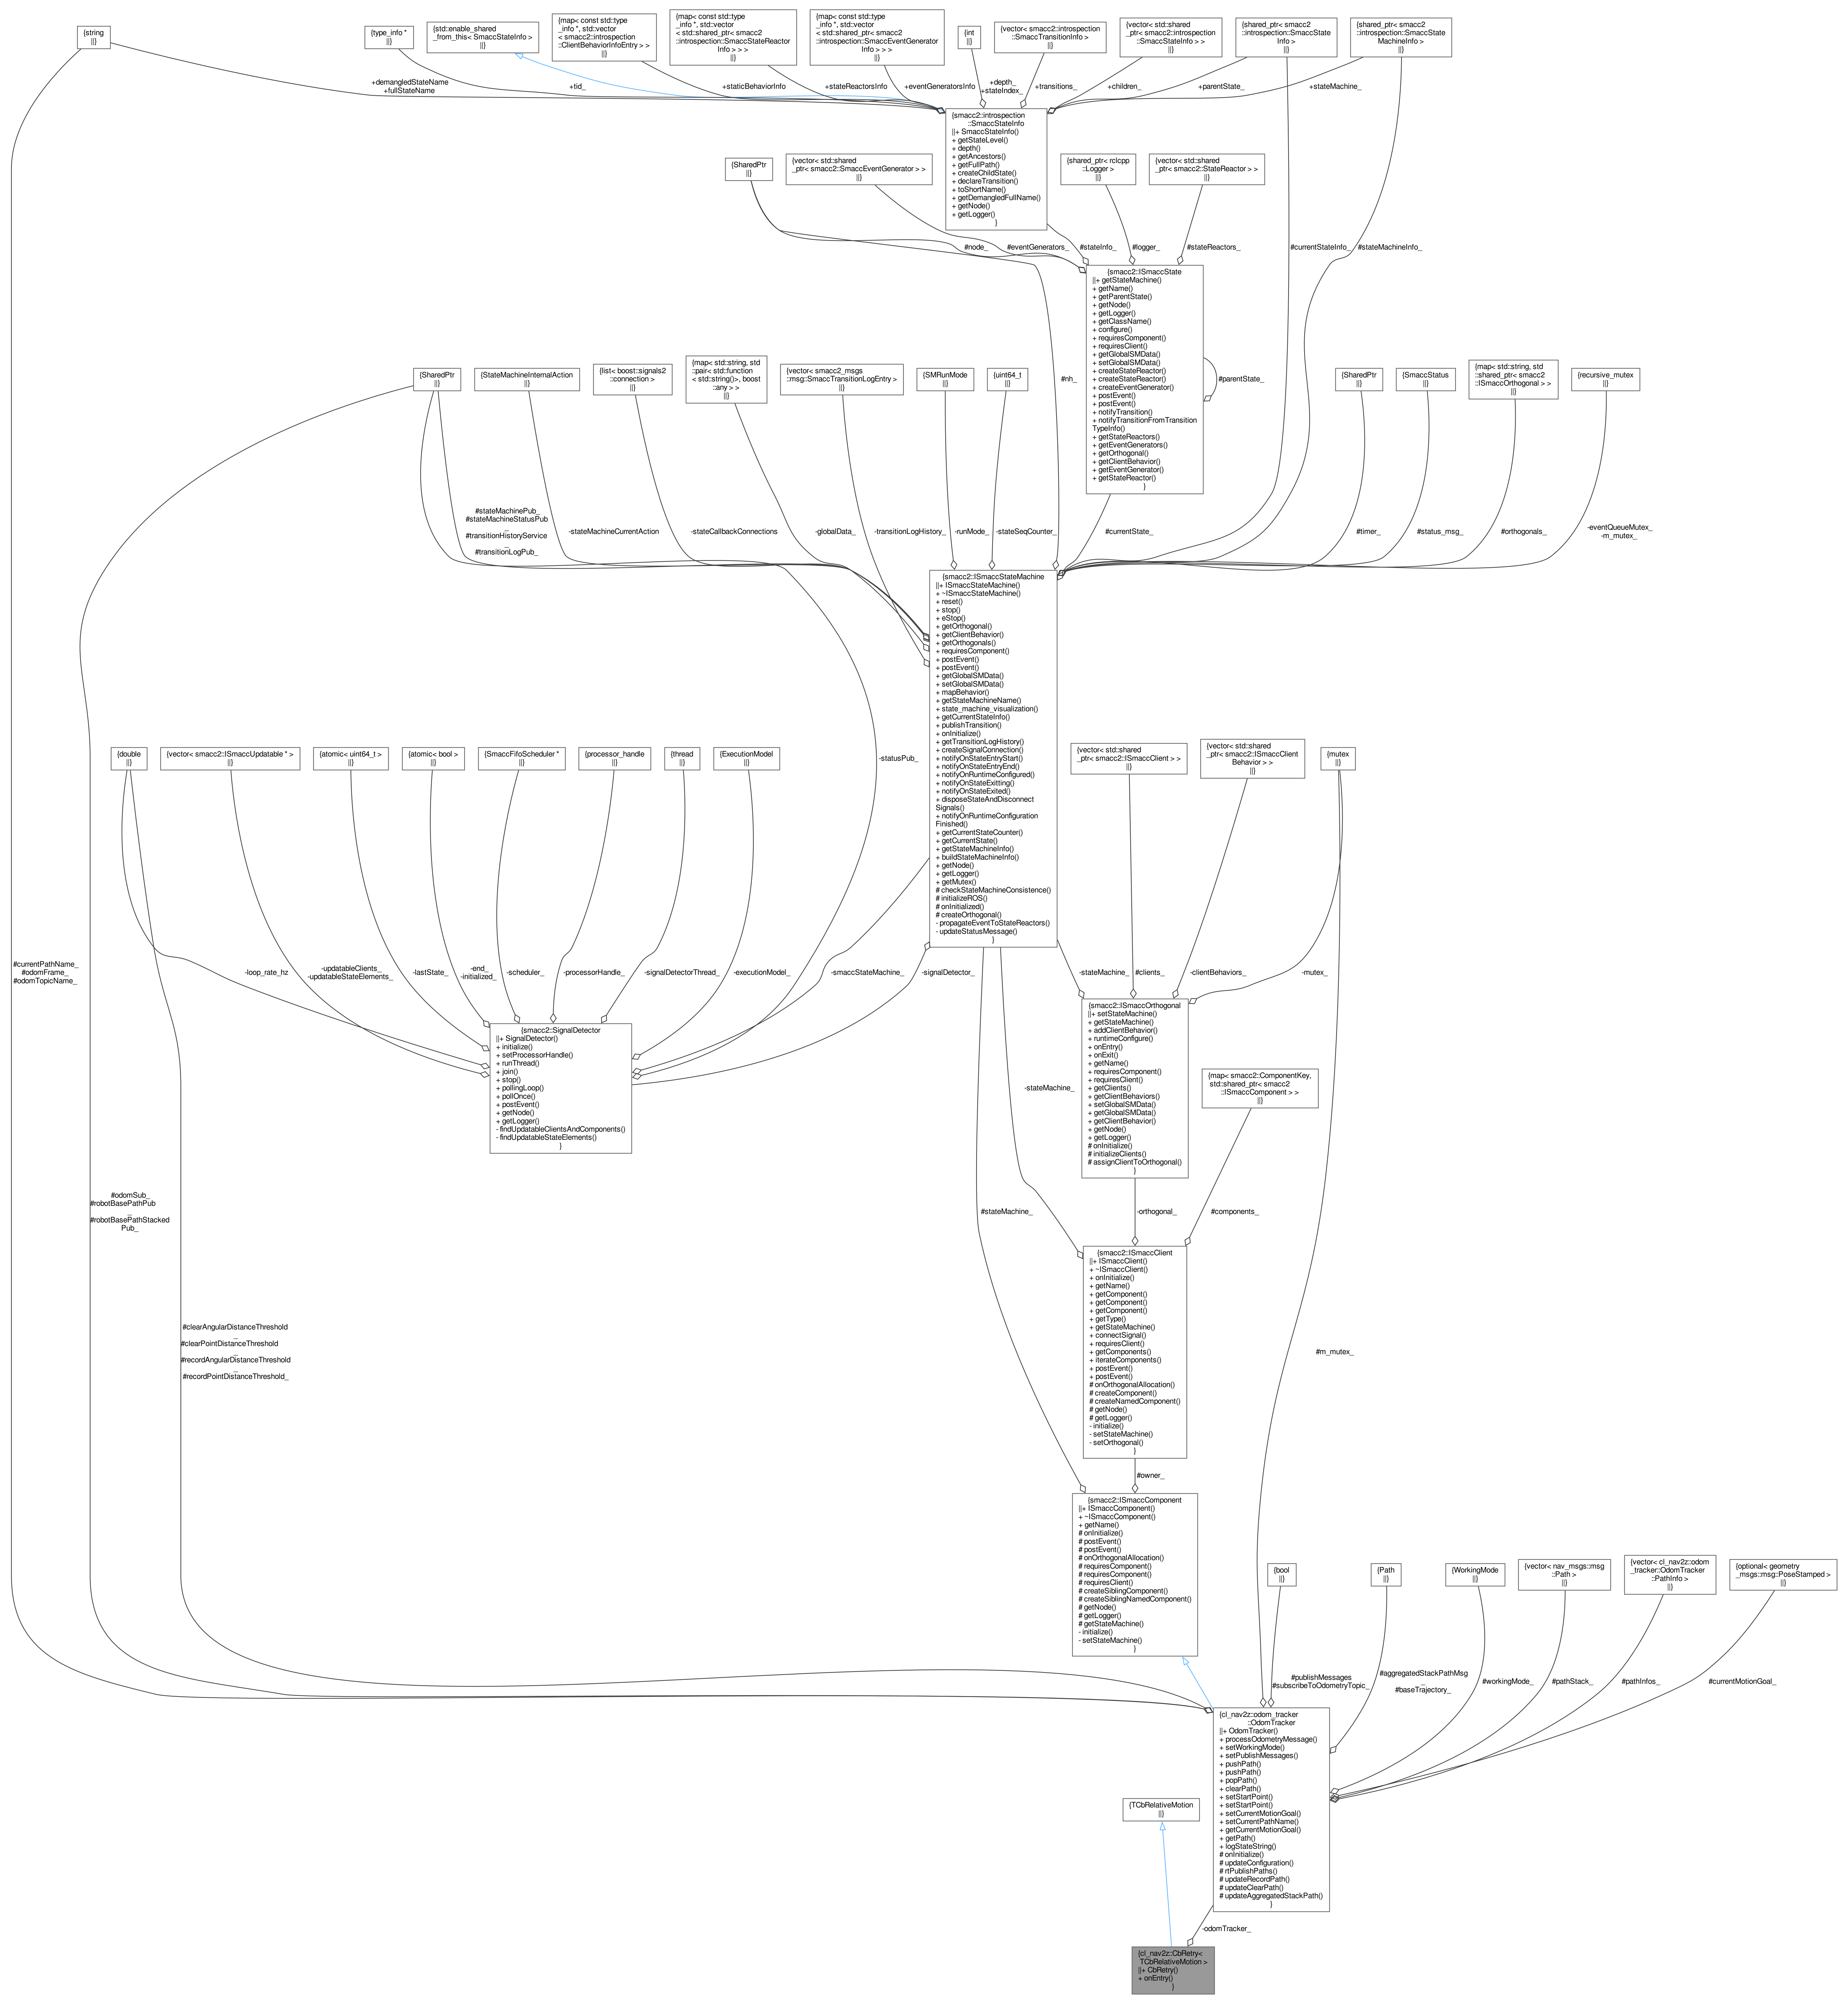 {string
||}
{type_info *
||}
{std::enable_shared
_from_this< SmaccStateInfo >
||}
{map< const std::type
_info *, std::vector
< smacc2::introspection
::ClientBehaviorInfoEntry > >
||}
{map< const std::type
_info *, std::vector
< std::shared_ptr< smacc2
::introspection::StateReactor
Info > > >
||}
{map< const std::type
_info *, std::vector
< std::shared_ptr< smacc2
::introspection::SmaccEventGenerator
Info > > >
||}
{int
||}
{vector< smacc2::introspection
::SmaccTransitionInfo >
||}
{vector< std::shared
_ptr< smacc2::introspection
::SmaccStateInfo > >
||}
{shared_ptr< smacc2
::introspection::SmaccState
Info >
||}
{shared_ptr< smacc2
::introspection::SmaccState
MachineInfo >
||}
+demangledStateName
+fullStateName
+tid_
+staticBehaviorInfo
+stateReactorsInfo
+eventGeneratorsInfo
+depth_
+stateIndex_
+transitions_
+children_
+parentState_
+stateMachine_
{smacc2::introspection
::SmaccStateInfo
||+ SmaccStateInfo()
+ getStateLevel()
+ depth()
+ getAncestors()
+ getFullPath()
+ createChildState()
+ declareTransition()
+ toShortName()
+ getDemangledFullName()
+ getNode()
+ getLogger()
}
{SharedPtr
||}
{vector< std::shared
_ptr< smacc2::SmaccEventGenerator > >
||}
{shared_ptr< rclcpp
::Logger >
||}
{vector< std::shared
_ptr< smacc2::StateReactor > >
||}
#node_
#eventGenerators_
#stateInfo_
#logger_
#stateReactors_
#currentStateInfo_
#stateMachineInfo_
{smacc2::ISmaccState
||+ getStateMachine()
+ getName()
+ getParentState()
+ getNode()
+ getLogger()
+ getClassName()
+ configure()
+ requiresComponent()
+ requiresClient()
+ getGlobalSMData()
+ setGlobalSMData()
+ createStateReactor()
+ createStateReactor()
+ createEventGenerator()
+ postEvent()
+ postEvent()
+ notifyTransition()
+ notifyTransitionFromTransition
TypeInfo()
+ getStateReactors()
+ getEventGenerators()
+ getOrthogonal()
+ getClientBehavior()
+ getEventGenerator()
+ getStateReactor()
}
#parentState_
{SharedPtr
||}
{StateMachineInternalAction
||}
{list< boost::signals2
::connection >
||}
{map< std::string, std
::pair< std::function
< std::string()>, boost
::any > >
||}
{vector< smacc2_msgs
::msg::SmaccTransitionLogEntry >
||}
{SMRunMode
||}
{uint64_t
||}
#nh_
{SharedPtr
||}
{SmaccStatus
||}
{map< std::string, std
::shared_ptr< smacc2
::ISmaccOrthogonal > >
||}
{recursive_mutex
||}
#stateMachinePub_
#stateMachineStatusPub
_
#transitionHistoryService
_
#transitionLogPub_
-stateMachineCurrentAction
-stateCallbackConnections
-globalData_
-transitionLogHistory_
-runMode_
-stateSeqCounter_
#currentState_
#timer_
#status_msg_
#orthogonals_
-eventQueueMutex_
-m_mutex_
{smacc2::ISmaccStateMachine
||+ ISmaccStateMachine()
+ ~ISmaccStateMachine()
+ reset()
+ stop()
+ eStop()
+ getOrthogonal()
+ getClientBehavior()
+ getOrthogonals()
+ requiresComponent()
+ postEvent()
+ postEvent()
+ getGlobalSMData()
+ setGlobalSMData()
+ mapBehavior()
+ getStateMachineName()
+ state_machine_visualization()
+ getCurrentStateInfo()
+ publishTransition()
+ onInitialize()
+ getTransitionLogHistory()
+ createSignalConnection()
+ notifyOnStateEntryStart()
+ notifyOnStateEntryEnd()
+ notifyOnRuntimeConfigured()
+ notifyOnStateExitting()
+ notifyOnStateExited()
+ disposeStateAndDisconnect
Signals()
+ notifyOnRuntimeConfiguration
Finished()
+ getCurrentStateCounter()
+ getCurrentState()
+ getStateMachineInfo()
+ buildStateMachineInfo()
+ getNode()
+ getLogger()
+ getMutex()
# checkStateMachineConsistence()
# initializeROS()
# onInitialized()
# createOrthogonal()
- propagateEventToStateReactors()
- updateStatusMessage()
}
{double
||}
{vector< smacc2::ISmaccUpdatable * >
||}
{atomic< uint64_t >
||}
{atomic< bool >
||}
{SmaccFifoScheduler *
||}
{processor_handle
||}
{thread
||}
{ExecutionModel
||}
-statusPub_
{vector< std::shared
_ptr< smacc2::ISmaccClient > >
||}
{vector< std::shared
_ptr< smacc2::ISmaccClient
Behavior > >
||}
{mutex
||}
#currentPathName_
#odomFrame_
#odomTopicName_
-loop_rate_hz
-updatableClients_
-updatableStateElements_
-lastState_
-end_
-initialized_
-scheduler_
-processorHandle_
-signalDetectorThread_
-executionModel_
-smaccStateMachine_
-signalDetector_
-stateMachine_
#clients_
-clientBehaviors_
-mutex_
{smacc2::SignalDetector
||+ SignalDetector()
+ initialize()
+ setProcessorHandle()
+ runThread()
+ join()
+ stop()
+ pollingLoop()
+ pollOnce()
+ postEvent()
+ getNode()
+ getLogger()
- findUpdatableClientsAndComponents()
- findUpdatableStateElements()
}
{smacc2::ISmaccOrthogonal
||+ setStateMachine()
+ getStateMachine()
+ addClientBehavior()
+ runtimeConfigure()
+ onEntry()
+ onExit()
+ getName()
+ requiresComponent()
+ requiresClient()
+ getClients()
+ getClientBehaviors()
+ setGlobalSMData()
+ getGlobalSMData()
+ getClientBehavior()
+ getNode()
+ getLogger()
# onInitialize()
# initializeClients()
# assignClientToOrthogonal()
}
-stateMachine_
{map< smacc2::ComponentKey,
std::shared_ptr< smacc2
::ISmaccComponent > >
||}
#odomSub_
#robotBasePathPub
_
#robotBasePathStacked
Pub_
#stateMachine_
-orthogonal_
#components_
{smacc2::ISmaccClient
||+ ISmaccClient()
+ ~ISmaccClient()
+ onInitialize()
+ getName()
+ getComponent()
+ getComponent()
+ getComponent()
+ getType()
+ getStateMachine()
+ connectSignal()
+ requiresClient()
+ getComponents()
+ iterateComponents()
+ postEvent()
+ postEvent()
# onOrthogonalAllocation()
# createComponent()
# createNamedComponent()
# getNode()
# getLogger()
- initialize()
- setStateMachine()
- setOrthogonal()
}
#clearAngularDistanceThreshold
_
#clearPointDistanceThreshold
_
#recordAngularDistanceThreshold
_
#recordPointDistanceThreshold_
#m_mutex_
#owner_
{smacc2::ISmaccComponent
||+ ISmaccComponent()
+ ~ISmaccComponent()
+ getName()
# onInitialize()
# postEvent()
# postEvent()
# onOrthogonalAllocation()
# requiresComponent()
# requiresComponent()
# requiresClient()
# createSiblingComponent()
# createSiblingNamedComponent()
# getNode()
# getLogger()
# getStateMachine()
- initialize()
- setStateMachine()
}
{bool
||}
{Path
||}
{WorkingMode
||}
{vector< nav_msgs::msg
::Path >
||}
{vector< cl_nav2z::odom
_tracker::OdomTracker
::PathInfo >
||}
{optional< geometry
_msgs::msg::PoseStamped >
||}
#publishMessages
#subscribeToOdometryTopic_
#aggregatedStackPathMsg
_
#baseTrajectory_
#workingMode_
#pathStack_
#pathInfos_
#currentMotionGoal_
{cl_nav2z::odom_tracker
::OdomTracker
||+ OdomTracker()
+ processOdometryMessage()
+ setWorkingMode()
+ setPublishMessages()
+ pushPath()
+ pushPath()
+ popPath()
+ clearPath()
+ setStartPoint()
+ setStartPoint()
+ setCurrentMotionGoal()
+ setCurrentPathName()
+ getCurrentMotionGoal()
+ getPath()
+ logStateString()
# onInitialize()
# updateConfiguration()
# rtPublishPaths()
# updateRecordPath()
# updateClearPath()
# updateAggregatedStackPath()
}
{TCbRelativeMotion
||}
-odomTracker_
{cl_nav2z::CbRetry<
TCbRelativeMotion >
||+ CbRetry()
+ onEntry()
}